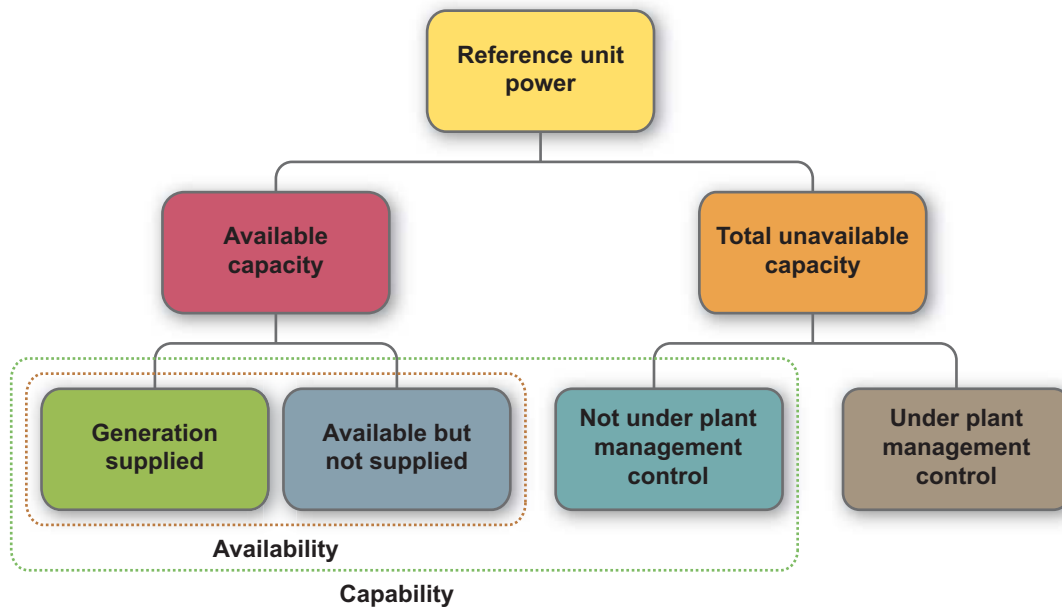 Reference unit
power
Available
capacity
Total unavailable
capacity
Generation
supplied
Available but
not supplied
Not under plant
management
control
Under plant
management
control
Availability
Capability